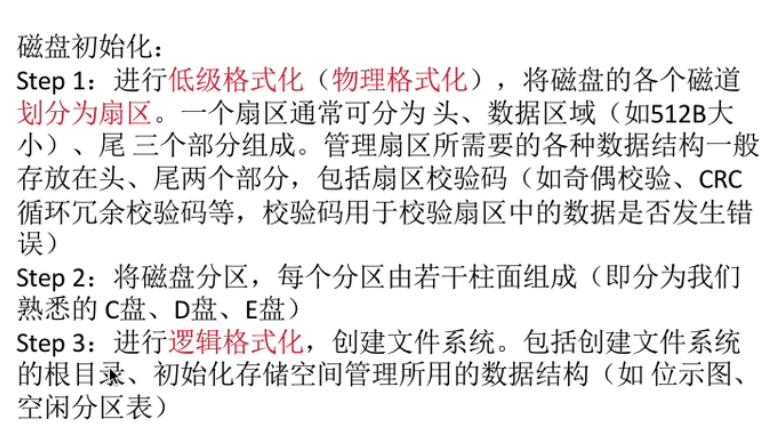 磁盘初始化：
Step 1：进行低级格式化（物理格式化），将磁盘的各个磁道
划分为扇区。一个扇区通常可分为 头、数据区域（如512B大
小）、尾 三个部分组成。管理扇区所需要的各种数据结构一般
存放在头、尾两个部分，包括扇区校验码（如奇偶校验、CRC
循环冗余校验码等，校验码用于校验扇区中的数据是否发生错
误）
Step 2：将磁盘分区，每个分区由若干柱面组成（即分为我们
熟悉的 C盘、D盘、E盘）
Step 3：进行逻辑格式化，创建文件系统。包括创建文件系统
的根目录、初始化存储空间管理所用的数据结构（如 位示图、
空闲分区表）